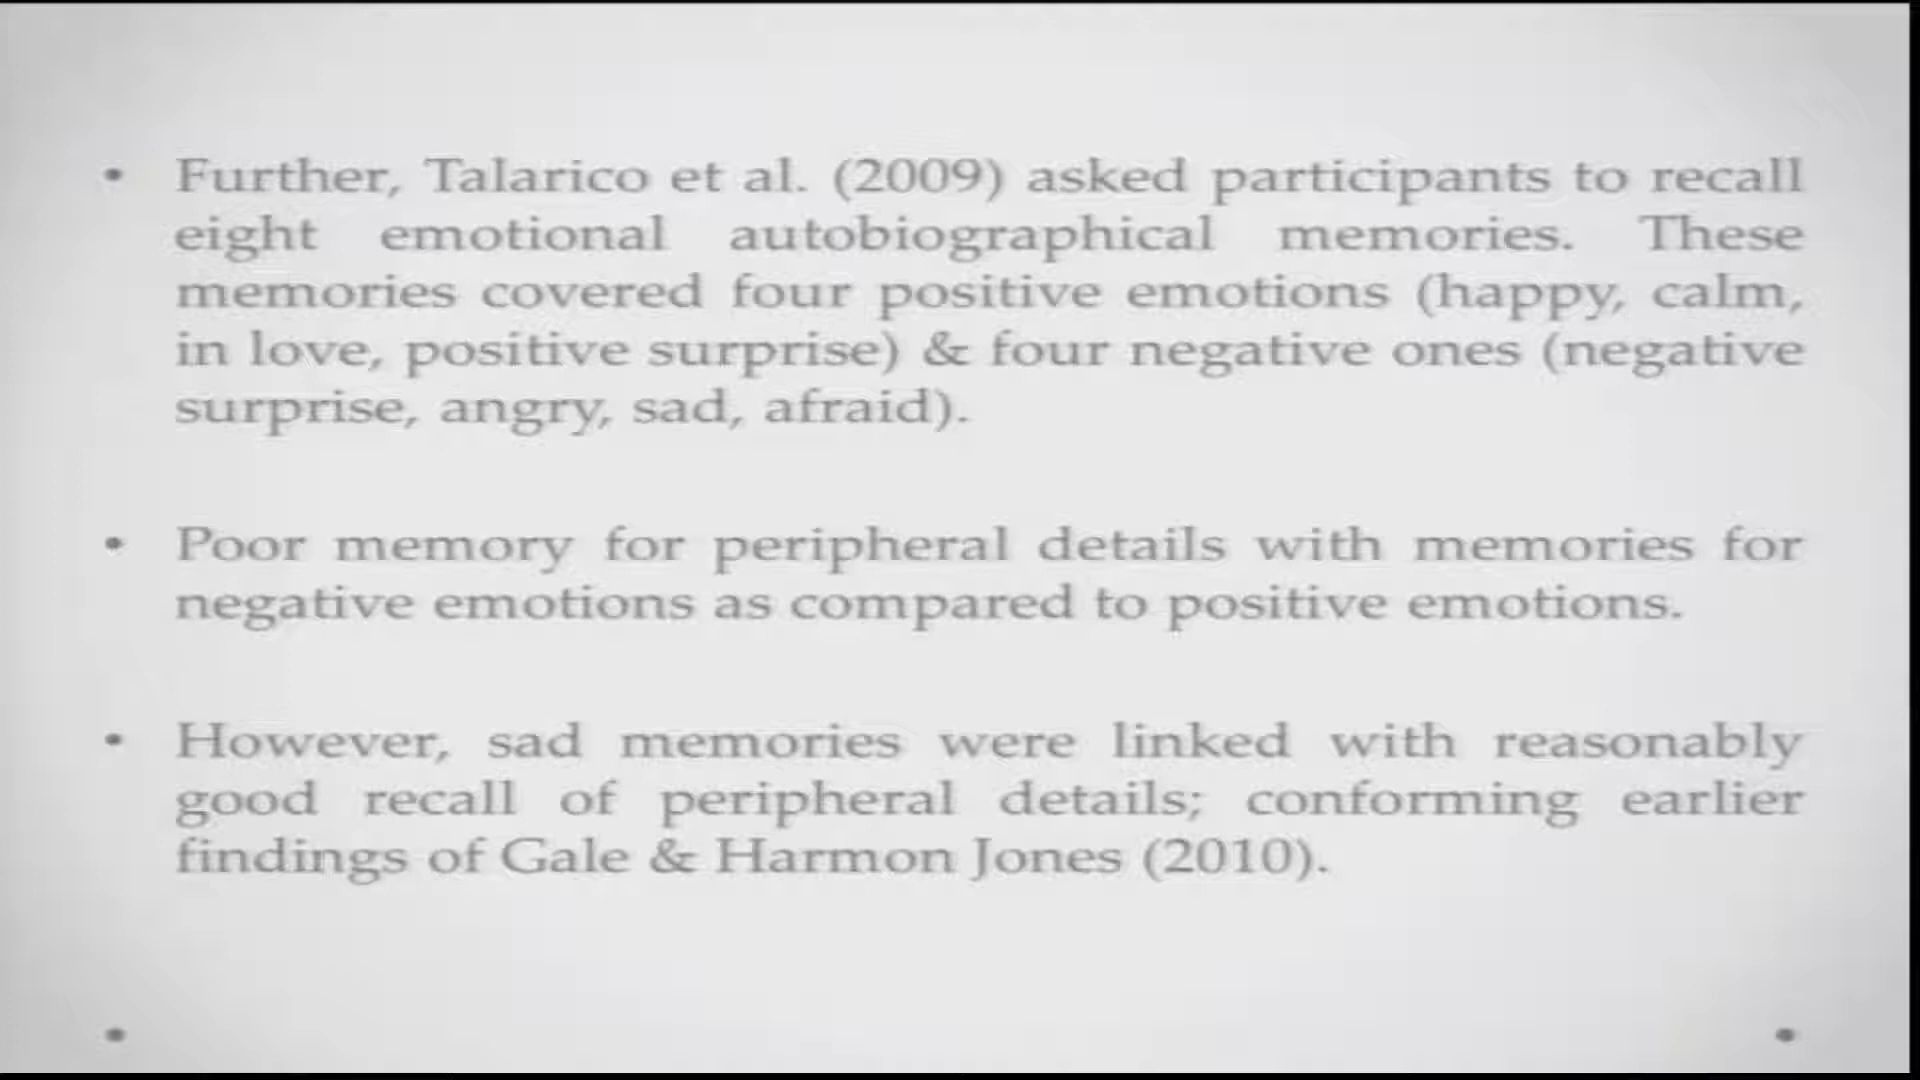 • Further, Talarico et al. (2009) asked participants to recall
eight emotional autobiographical memories. These
memories covered four positive emotions (happy, calm,
in love, positive surprise) & four negative ones (negative
surprise, angry, sad, afraid).
• Poor memory for peripheral details with memories for
negative emotions as compared to positive emotions.
• However, sad memories were linked with reasonably
good recall of peripheral details; conforming earlier
findings of Gale & Harmon Jones (2010).